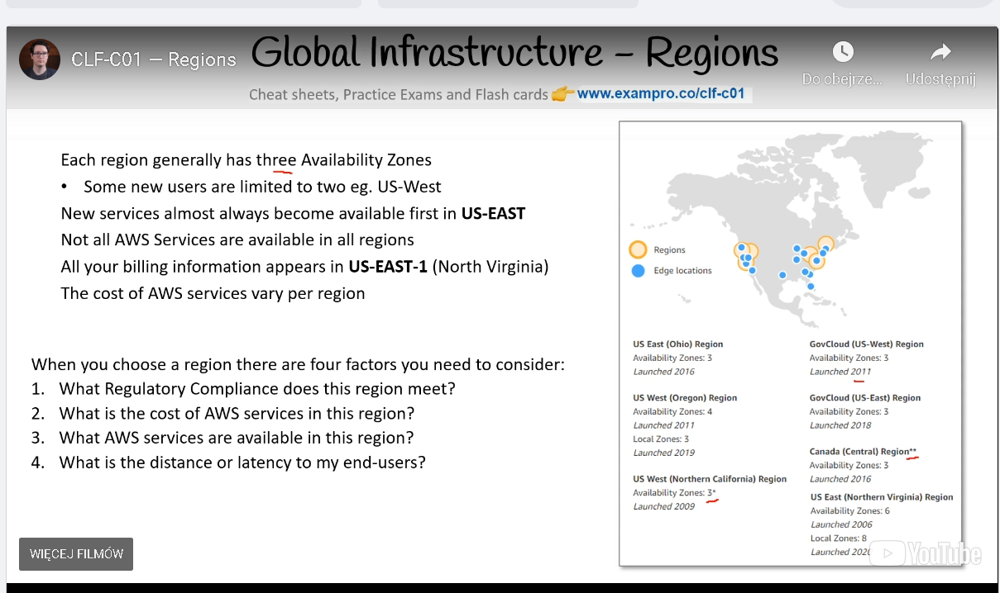 CLF-C01 – Regions
Global Infrastructure – Regions
Do obejrze...
Udostępnij
Cheat sheets, Practice Exams and Flash cards 👉 www.exampro.co/clf-c01
Each region generally has three Availability Zones
• Some new users are limited to two eg. US-West
New services almost always become available first in US-EAST
Not all AWS Services are available in all regions
All your billing information appears in US-EAST-1 (North Virginia)
The cost of AWS services vary per region
When you choose a region there are four factors you need to consider:
1. What Regulatory Compliance does this region meet?
2. What is the cost of AWS services in this region?
3. What AWS services are available in this region?
4. What is the distance or latency to my end-users?
WIĘCEJ FILMÓW
Regions
Edge locations
US East (Ohio) Region
Availability Zones: 3
Launched 2016
US West (Oregon) Region
Availability Zones: 4
Launched 2011
Local Zones: 3
Launched 2019
US West (Northern California) Region
Availability Zones: 3*
Launched 2009
GovCloud (US-West) Region
Availability Zones: 3
Launched 2011
GovCloud (US-East) Region
Availability Zones: 3
Launched 2018
Canada (Central) Region**
Availability Zones: 3
Launched 2016
US East (Northern Virginia) Region
Availability Zones: 6
Launched 2006
Local Zones: 8
Launched 2020
YouTube